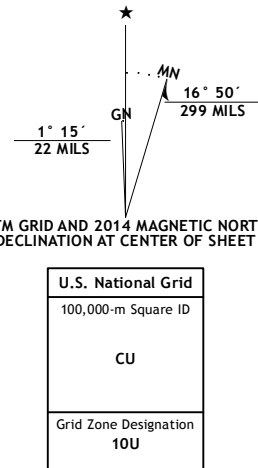 MN
GN
16° 50´
299 MILS
1° 15´
22 MILS
TM GRID AND 2014 MAGNETIC NORT
DECLINATION AT CENTER OF SHEET
U.S. National Grid
100,000-m Square ID
CU
Grid Zone Designation
10U